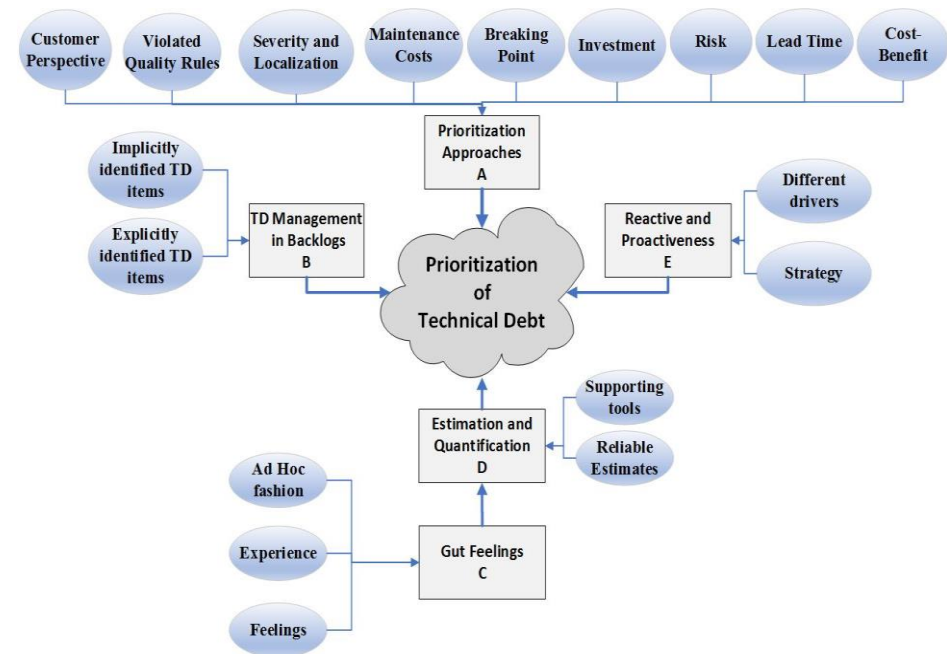 Customer
Perspective
Violated
Quality Rules
Severity and
Localization
Maintenance
Costs
Breaking
Point
Investment
Risk
Lead Time
Cost-
Benefit
Prioritization
Approaches
A
Implicitly
identified TD
items
Explicitly
identified TD
items
TD Management
in Backlogs
B
Prioritization
of
Technical Debt
Reactive and
Proactiveness
E
Different
drivers
Strategy
Estimation and
Quantification
D
Supporting
tools
Reliable
Estimates
Ad Hoc
fashion
Experience
Feelings
Gut Feelings
C